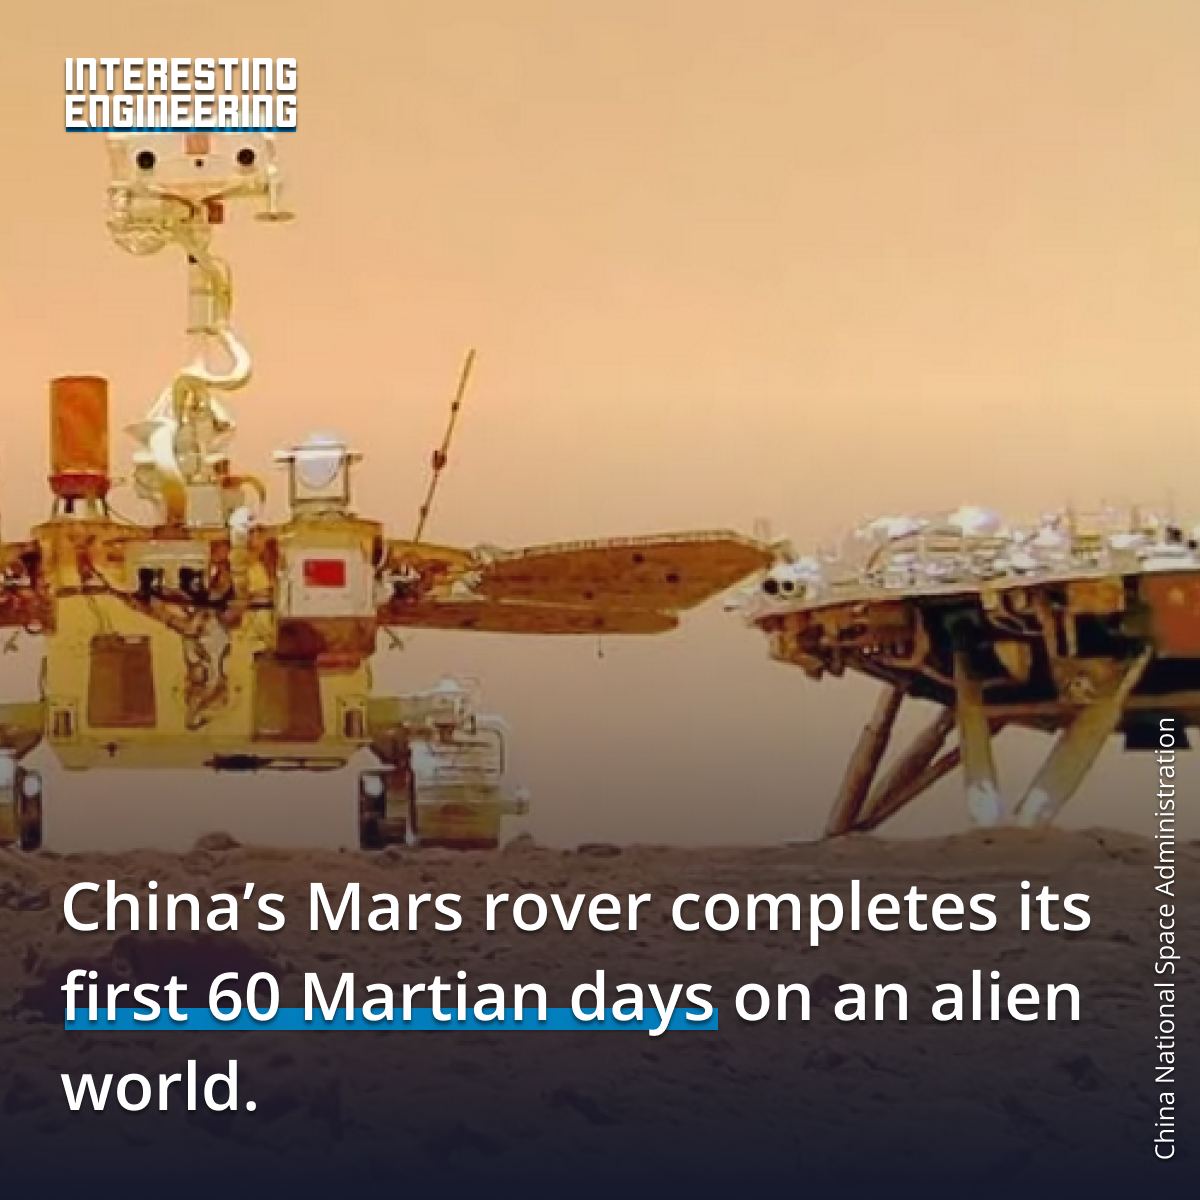 INTERESTING
ENGINEERING
China’s Mars rover completes its
first 60 Martian days on an alien
world.
China National Space Administration